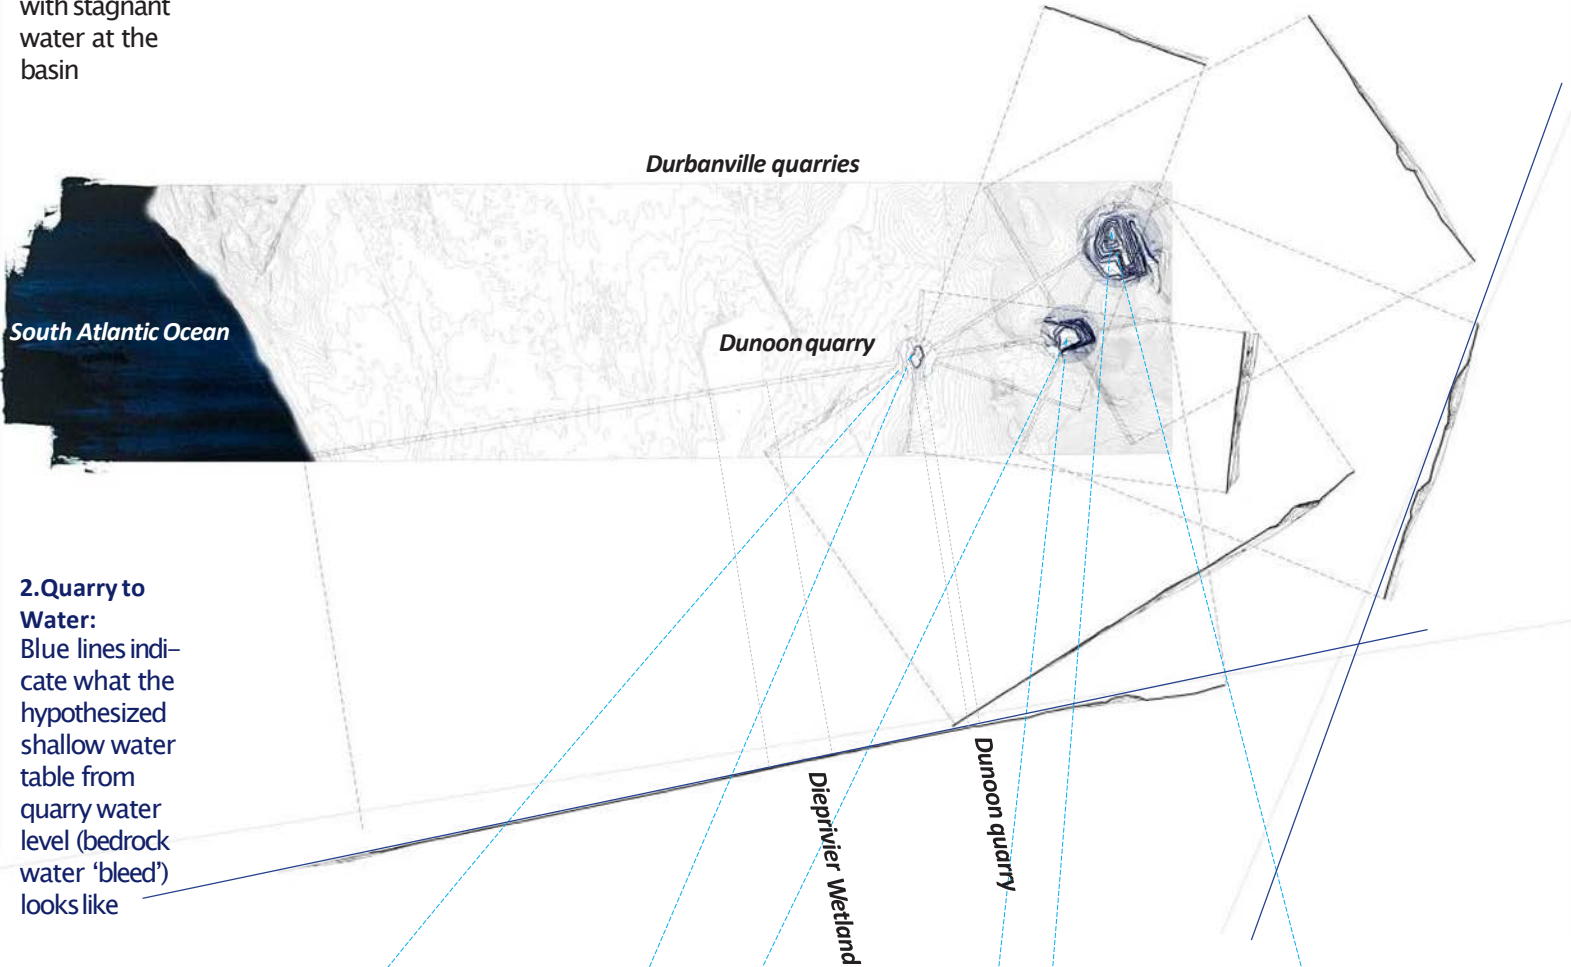 with stagnant
water at the
basin
Durbanville quarries
South Atlantic Ocean
Dunoon quarry
2.Quarry to
Water:
Blue lines indi–
cate what the
hypothesized
shallow water
table from
quarry water
level (bedrock
water ‘bleed’)
looks like
Dieprivier Wetland
Dunoon quarry